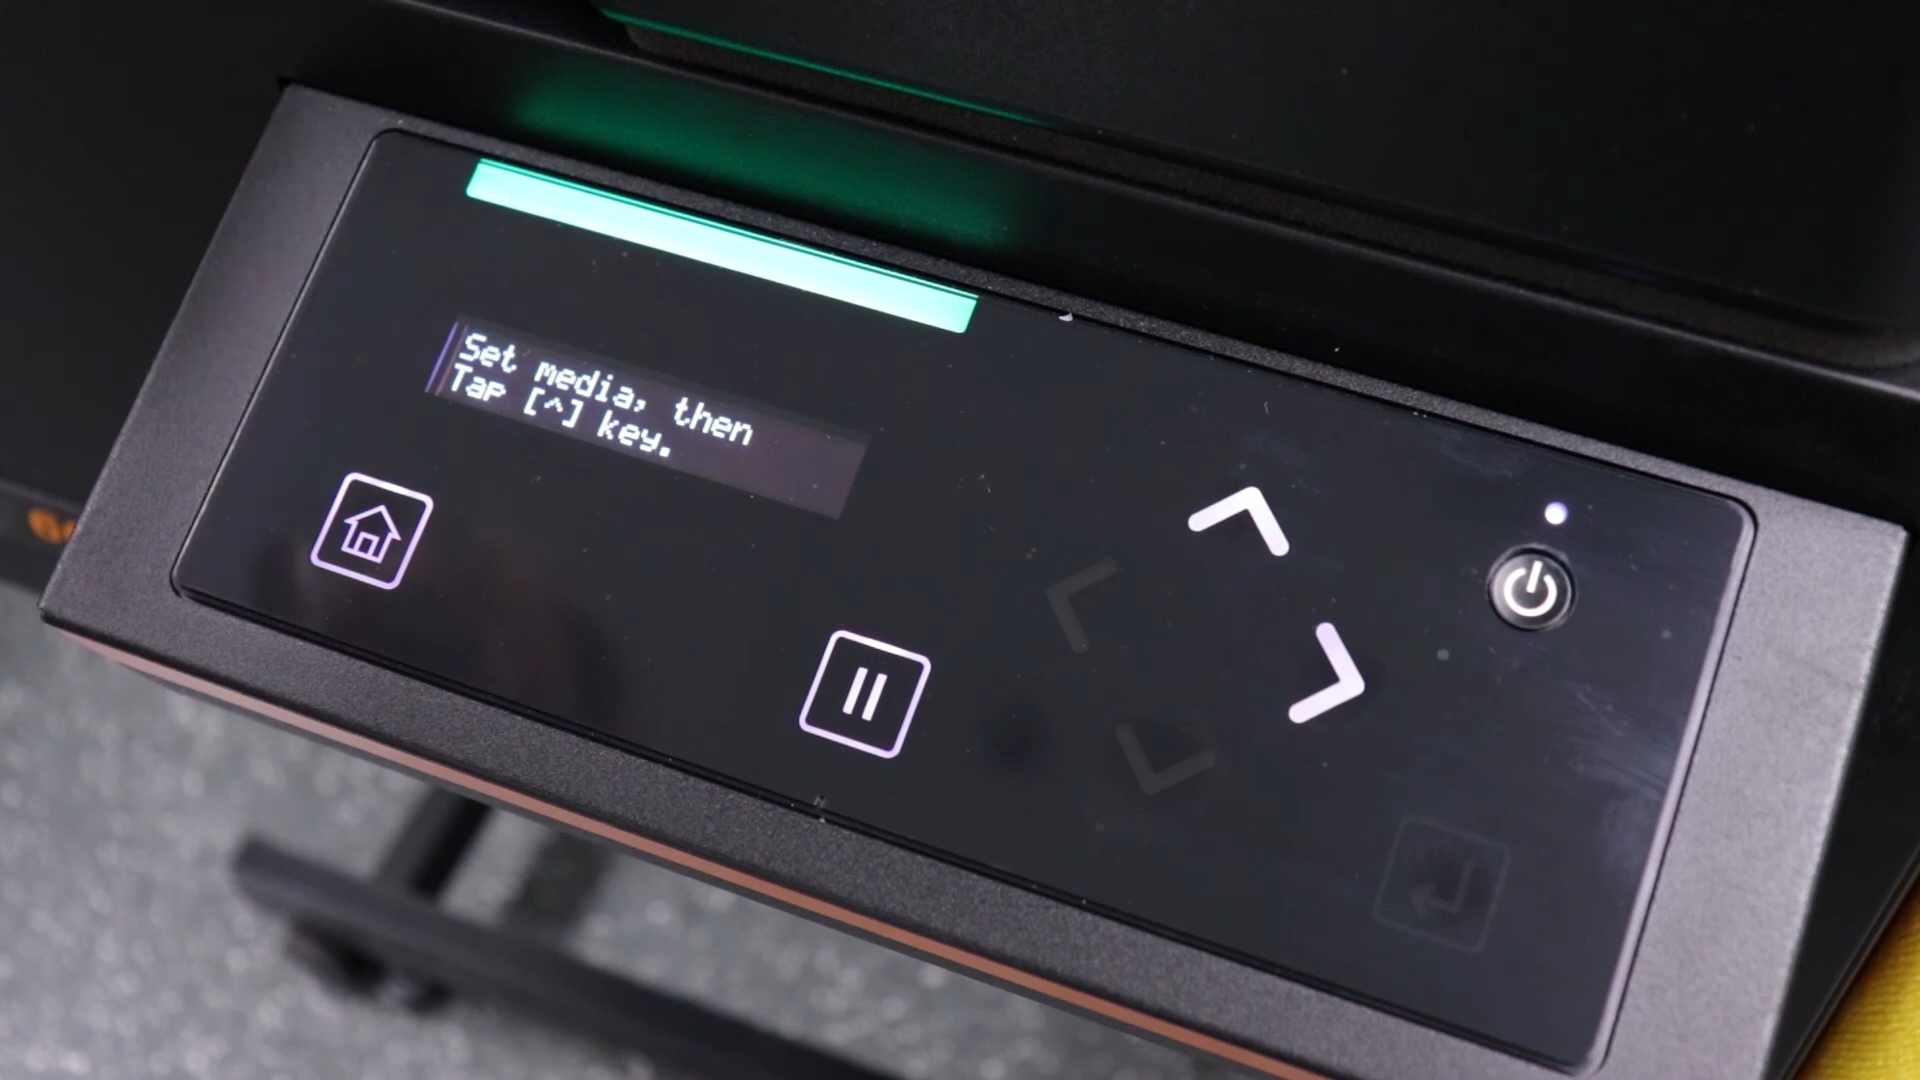 Set media, then
Tap [^] key.